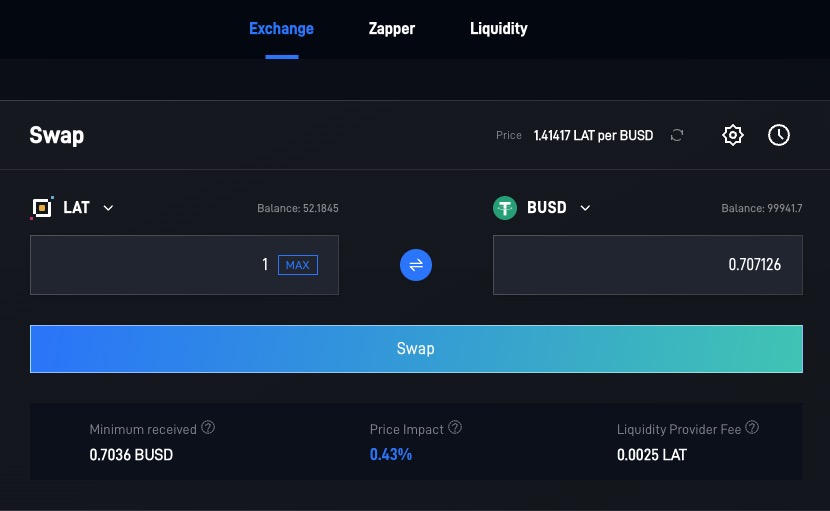 Exchange Zapper Liquidity
Swap Price 1.41417 LAT per BUSD
LAT Balance: 52.1845 BUSD Balance: 99941.7
1 MAX 0.707126
Swap
Minimum received Price Impact Liquidity Provider Fee
0.7036 BUSD 0.43% 0.0025 LAT